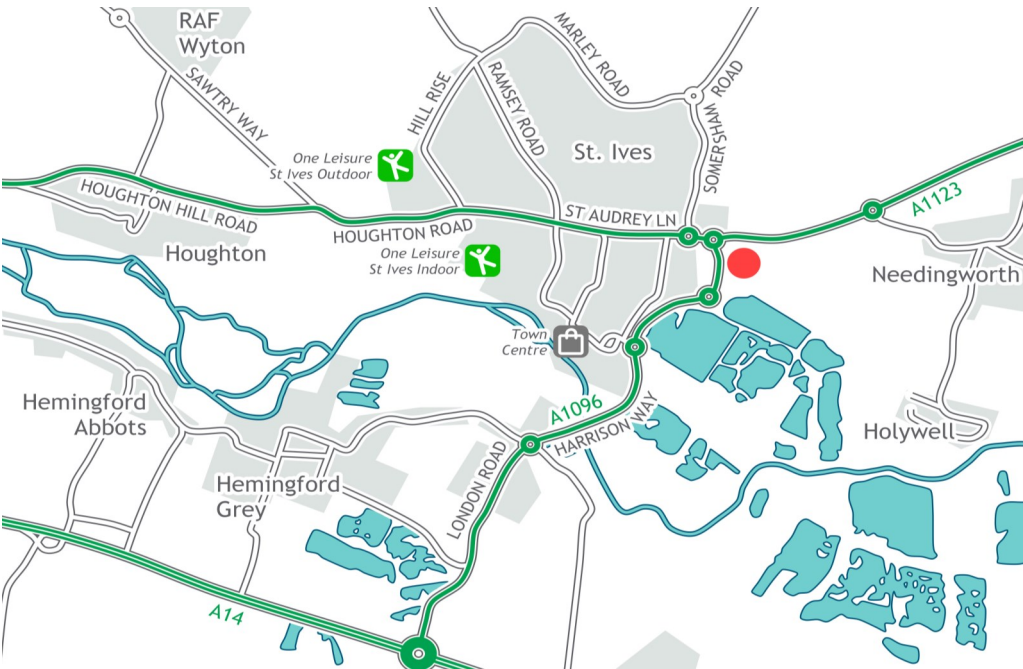 RAF
Wyton
SAWTRY WAY
HILL RISE
RAMSEY ROAD
MARLEY ROAD
SOMERSHAM ROAD
One Leisure
St Ives Outdoor
St. Ives
HOUGHTON HILL ROAD
HOUGHTON ROAD
ST AUDREY LN
A1123
Houghton
One Leisure
St Ives Indoor
Needingworth
Town
Centre
Hemingford
Abbots
A1096
HARRISON WAY
Holywell
Hemingford
Grey
LONDON ROAD
A14